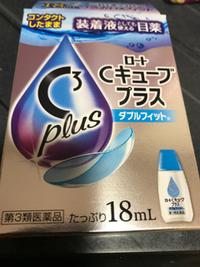 コンタクトしたまま
装着液 目薬
ロート
Cキューブ
プラス
ダブルフィット
C3
plus
第3類医薬品
たっぷり18mL